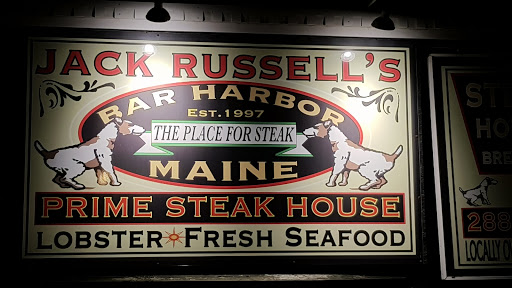 JACK RUSSELL'S
BAR HARBOR
EST. 1997
THE PLACE FOR STEAK
MAINE
PRIME STEAK HOUSE
LOBSTER FRESH SEAFOOD
ST
HO
BRE
288
LOCALLY O